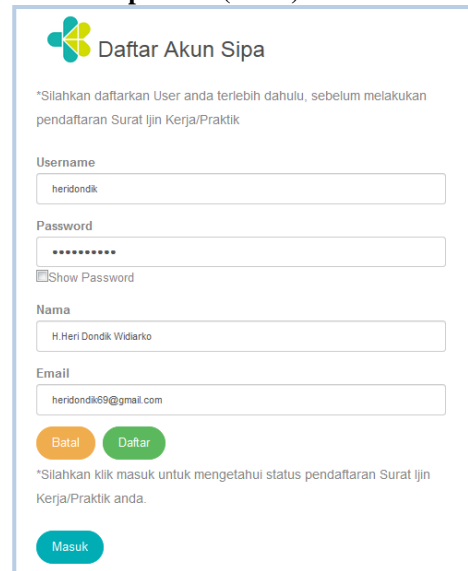 Daftar Akun Sipa
*Silahkan daftarkan User anda terlebih dahulu, sebelum melakukan
pendaftaran Surat Ijin Kerja/Praktik
Username
heridondik
Password
••••••••••
Show Password
Nama
H.Heri Dondik Widiarko
Email
heridondik69@gmail.com
Batal Daftar
*Silahkan klik masuk untuk mengetahui status pendaftaran Surat Ijin
Kerja/Praktik anda.
Masuk